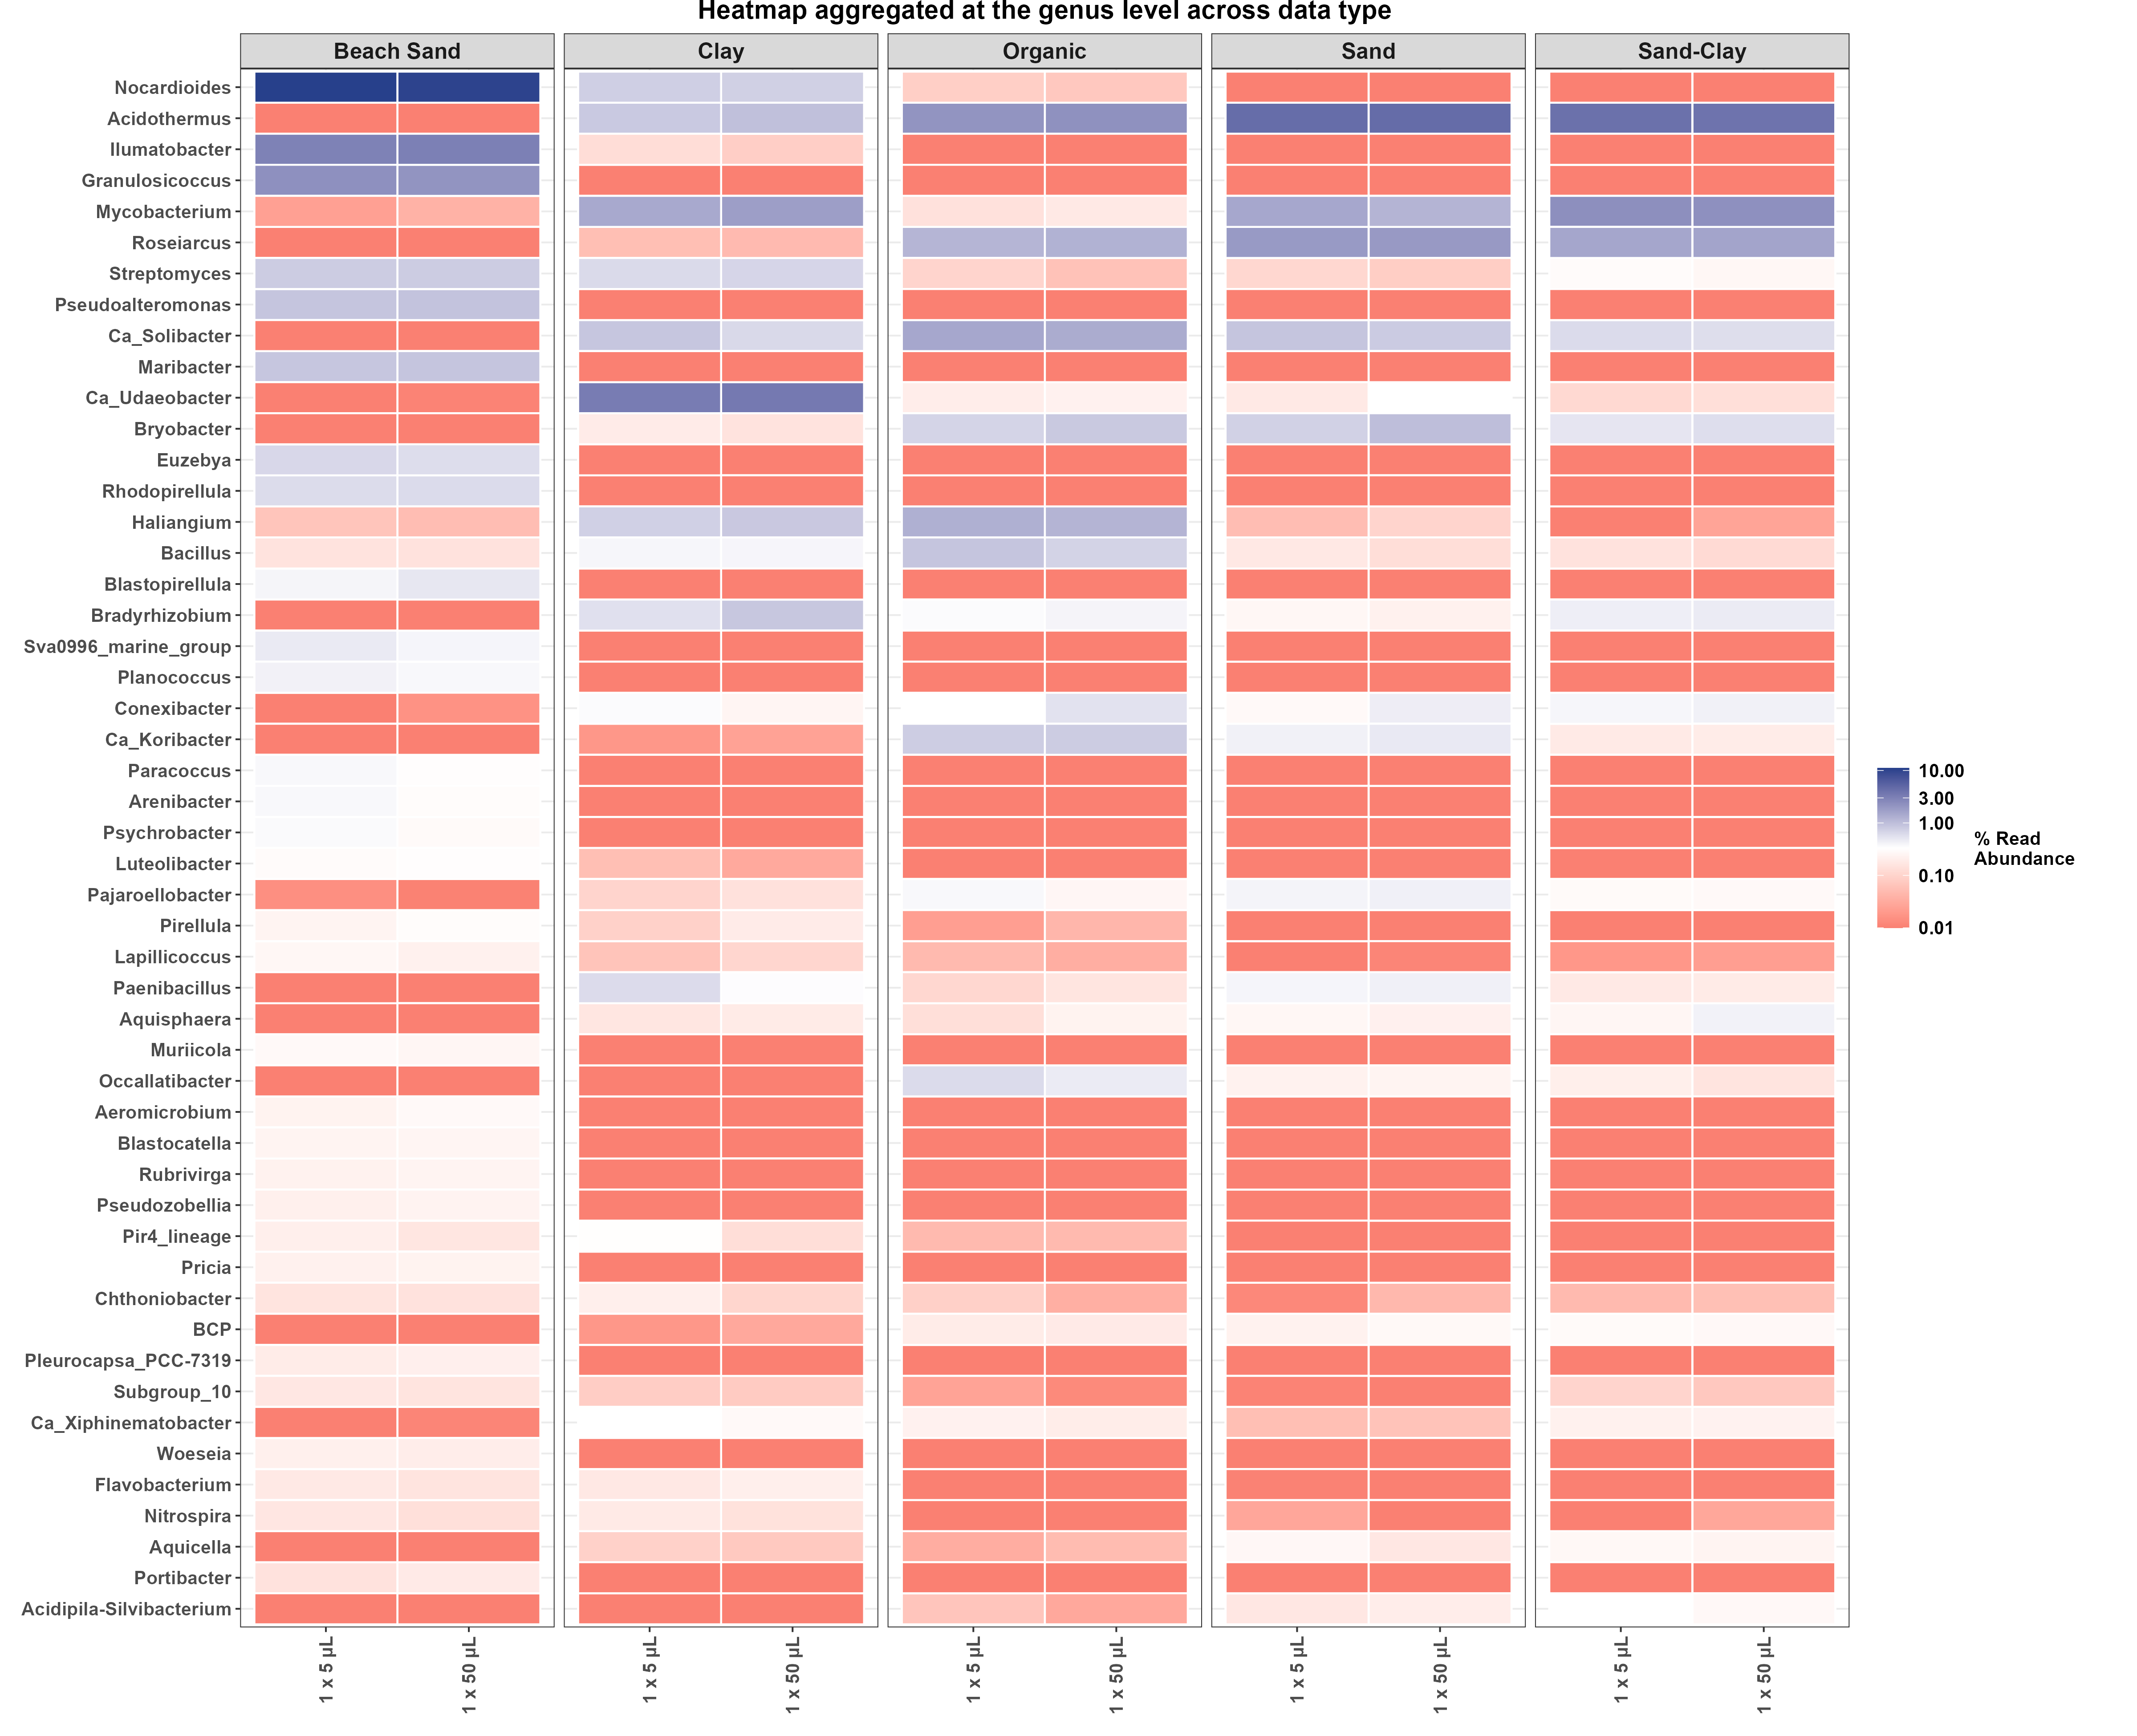 Heatmap aggregated at the genus level across data type
Beach Sand
Clay
Organic
Sand
Sand-Clay
Nocardioides
Acidothermus
Ilumatobacter
Granulosicoccus
Mycobacterium
Roseiarcus
Streptomyces
Pseudoalteromonas
Ca_Solibacter
Maribacter
Ca_Udaeobacter
Bryobacter
Euzebya
Rhodopirellula
Haliangium
Bacillus
Blastopirellula
Bradyrhizobium
Sva0996_marine_group
Planococcus
Conexibacter
Ca_Koribacter
Paracoccus
Arenibacter
Psychrobacter
Luteolibacter
Pajaroellobacter
Pirellula
Lapillicoccus
Paenibacillus
Aquisphaera
Muriicola
Occallatibacter
Aeromicrobium
Blastocatella
Rubrivirga
Pseudozobellia
Pir4_lineage
Pricia
Chthoniobacter
BCP
Pleurocapsa_PCC-7319
Subgroup_10
Ca_Xiphinematobacter
Woeseia
Flavobacterium
Nitrospira
Aquicella
Portibacter
Acidipila-Silvibacterium
1 x 5 µL
1 x 50 µL
1 x 5 µL
1 x 50 µL
1 x 5 µL
1 x 50 µL
1 x 5 µL
1 x 50 µL
1 x 5 µL
1 x 50 µL
10.00
3.00
1.00
0.10
0.01
% Read
Abundance